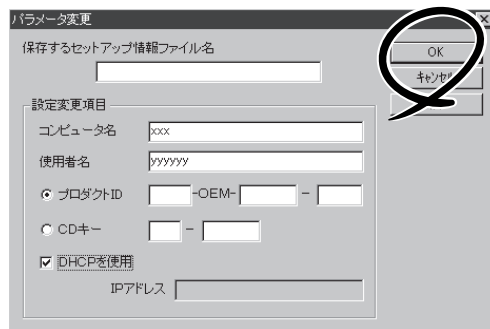 パラメータ変更
保存するセットアップ情報ファイル名
OK
キャンセル
設定変更項目
コンピュータ名 xxx
使用者名 yyyyyy
プロダクトID -OEM- -
CDキー -
DHCPを使用
IPアドレス